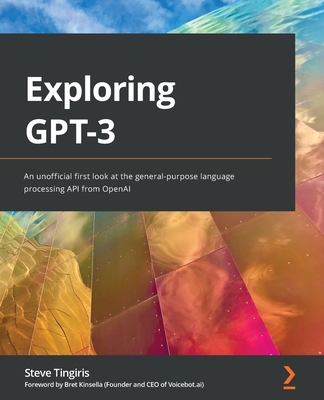 Exploring
GPT-3
An unofficial first look at the general-purpose language
processing API from OpenAI
Steve Tingiris
Foreword by Bret Kinsella (Founder and CEO of Voicebot.ai)